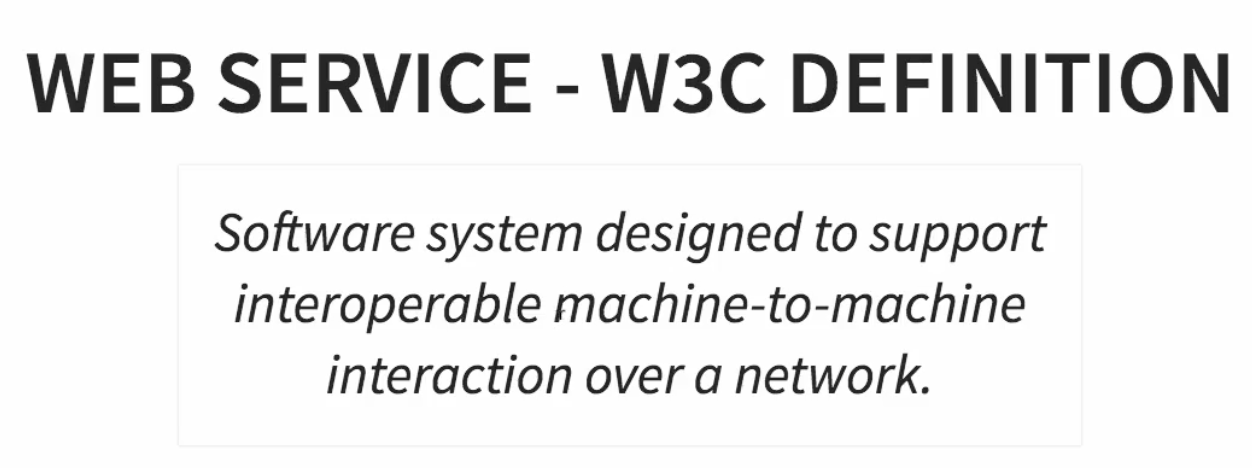 WEB SERVICE - W3C DEFINITION
Software system designed to support
interoperable machine-to-machine
interaction over a network.